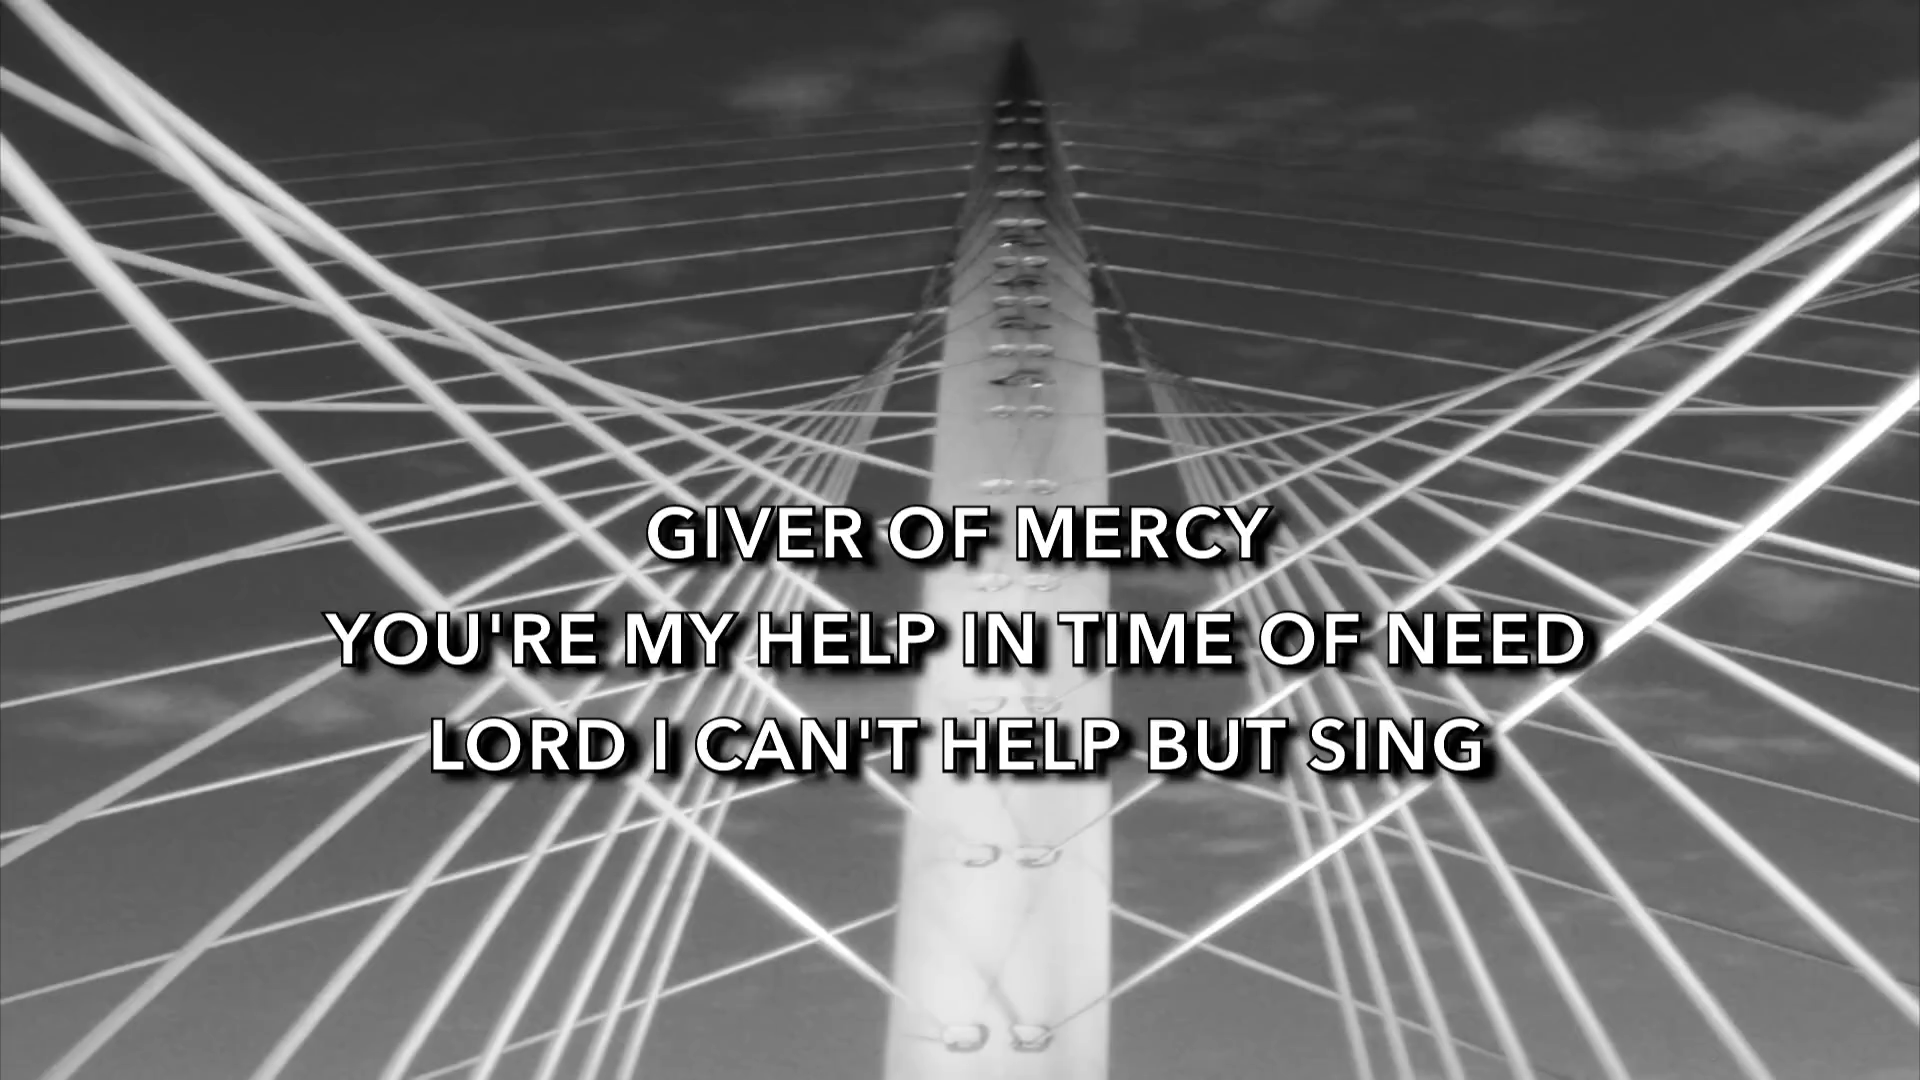 GIVER OF MERCY
YOU'RE MY HELP IN TIME OF NEED
LORD I CAN'T HELP BUT SING